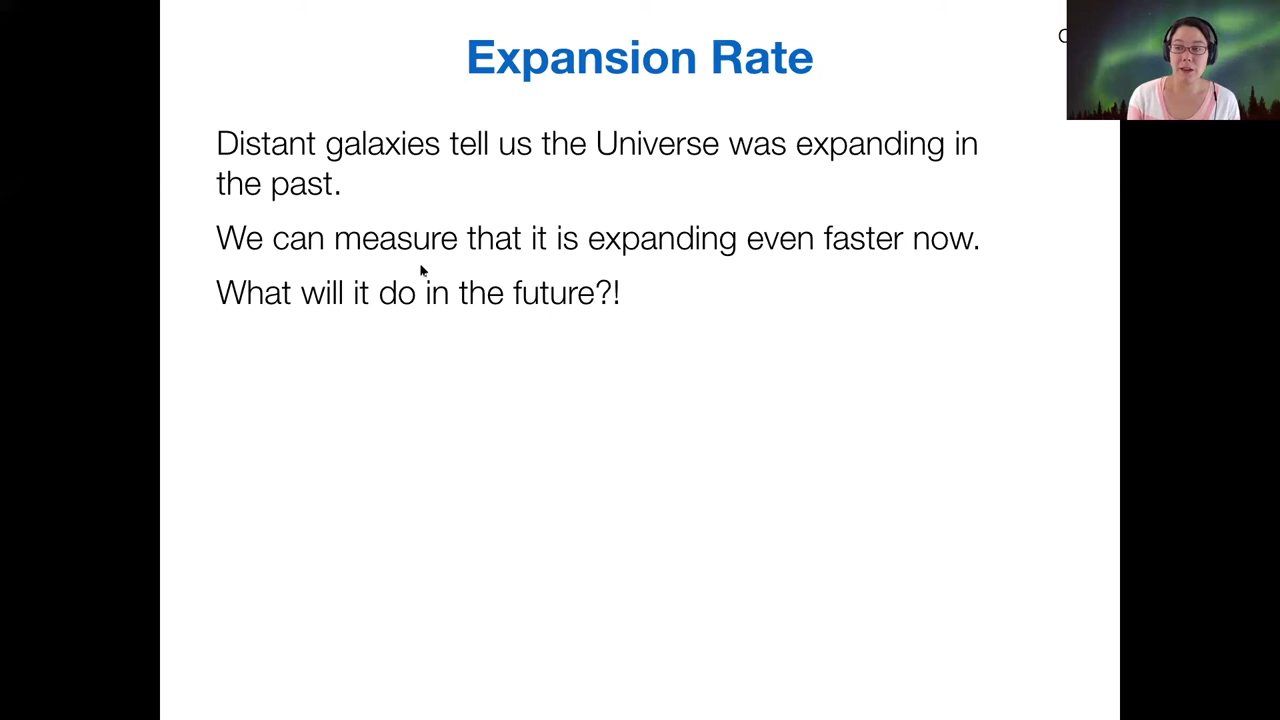 Expansion Rate
Distant galaxies tell us the Universe was expanding in
the past.
We can measure that it is expanding even faster now.
What will it do in the future?!